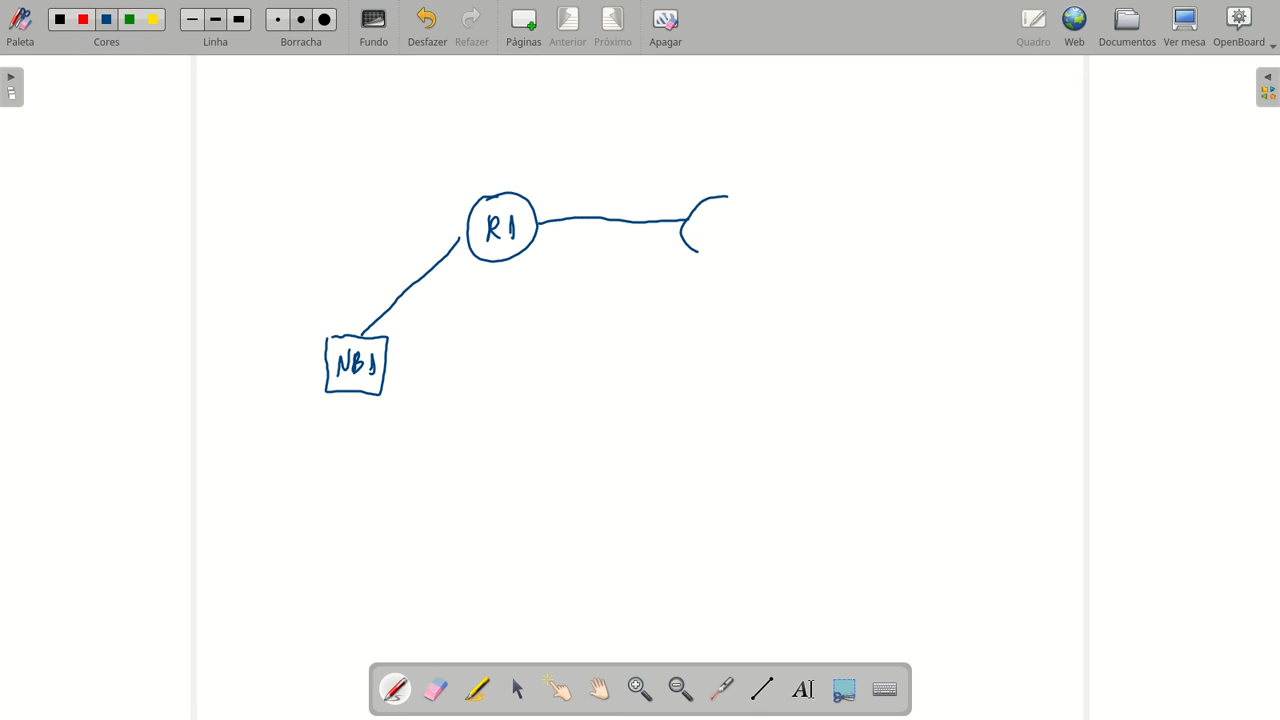 Paleta
Cores
Linha
Borracha
Fundo
Desfazer
Refazer
Páginas
Anterior
Próximo
Apagar
Quadro
Web
Documentos
Ver mesa
OpenBoard
R1
NB1
AI